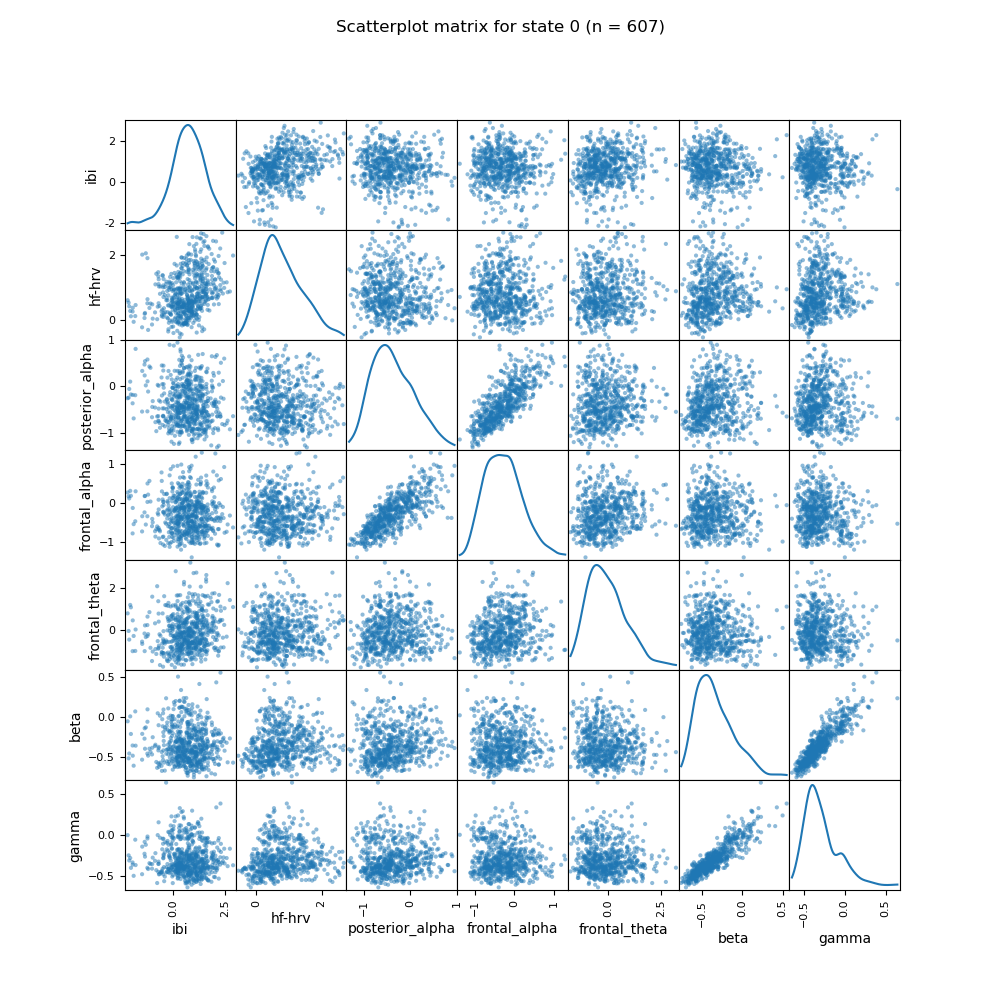 Scatterplot matrix for state 0 (n = 607)
ibi
2
0
-2
hf-hrv
2
0
posterior_alpha
1
0
−1
frontal_alpha
1
0
−1
frontal_theta
2
0
beta
0.5
0.0
−0.5
gamma
0.5
0.0
−0.5
0.0 2.5 0 2 −1 0 1 −1 0 1 0.0 2.5 −0.5 0.0 0.5 −0.5 0.0 0.5
ibi hf-hrv posterior_alpha frontal_alpha frontal_theta beta gamma